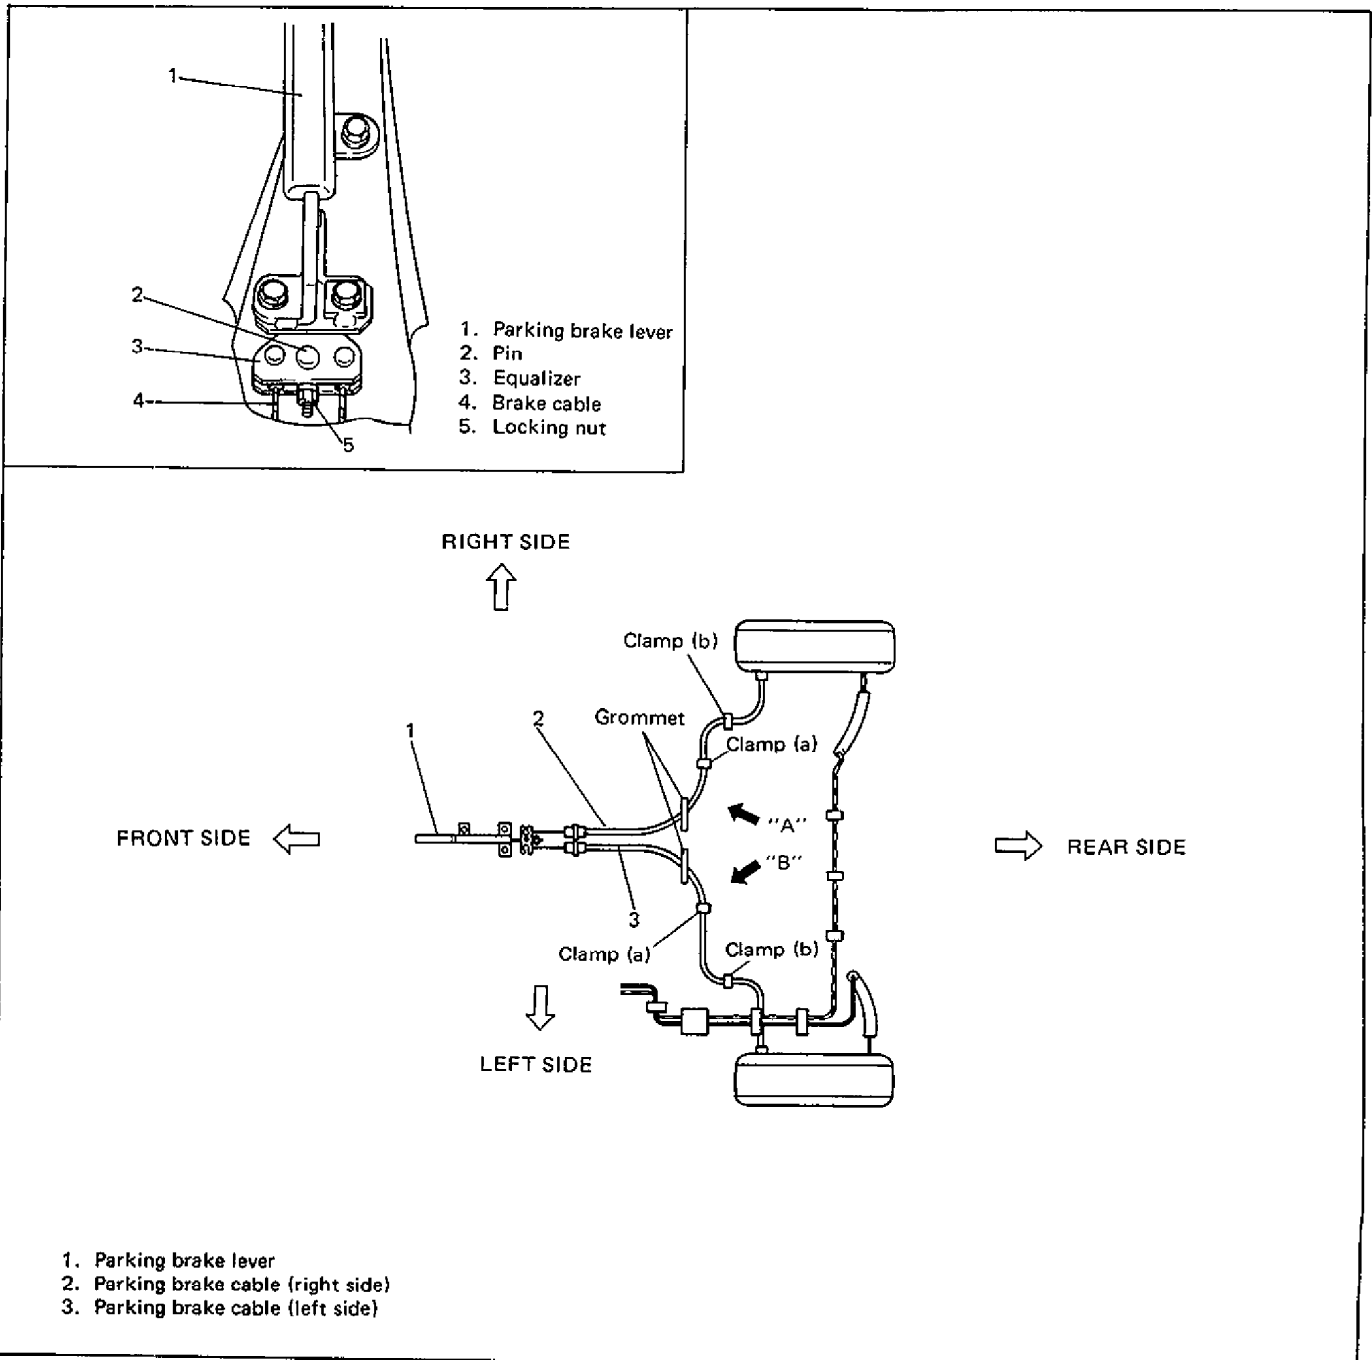 1
2
3
4
5
1. Parking brake lever
2. Pin
3. Equalizer
4. Brake cable
5. Locking nut
RIGHT SIDE
Clamp (b)
Grommet
Clamp (a)
1
2
"A"
FRONT SIDE
REAR SIDE
"B"
3
Clamp (a)
Clamp (b)
LEFT SIDE
1. Parking brake lever
2. Parking brake cable (right side)
3. Parking brake cable (left side)